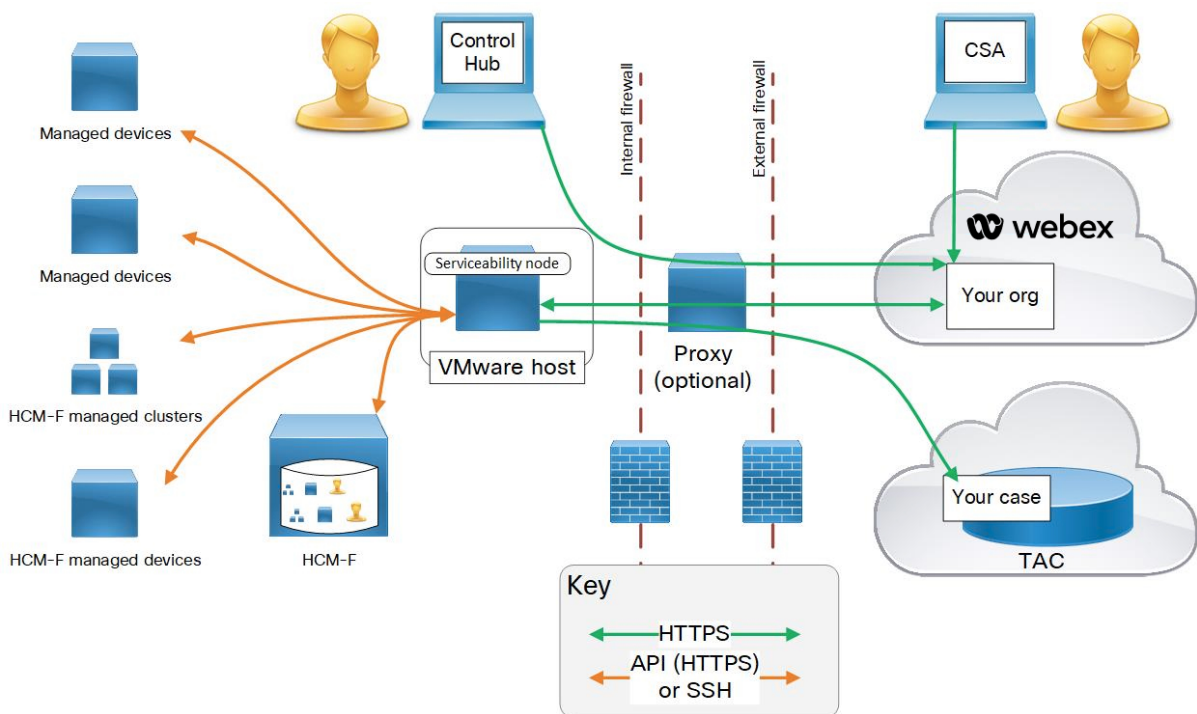 Control
Hub
CSA
Managed devices
Internal firewall
External firewall
webex
Serviceability node
Managed devices
Your org
VMware host
Proxy
(optional)
HCM-F managed clusters
Your case
HCM-F managed devices
HCM-F
TAC
Key
HTTPS
API (HTTPS)
or SSH